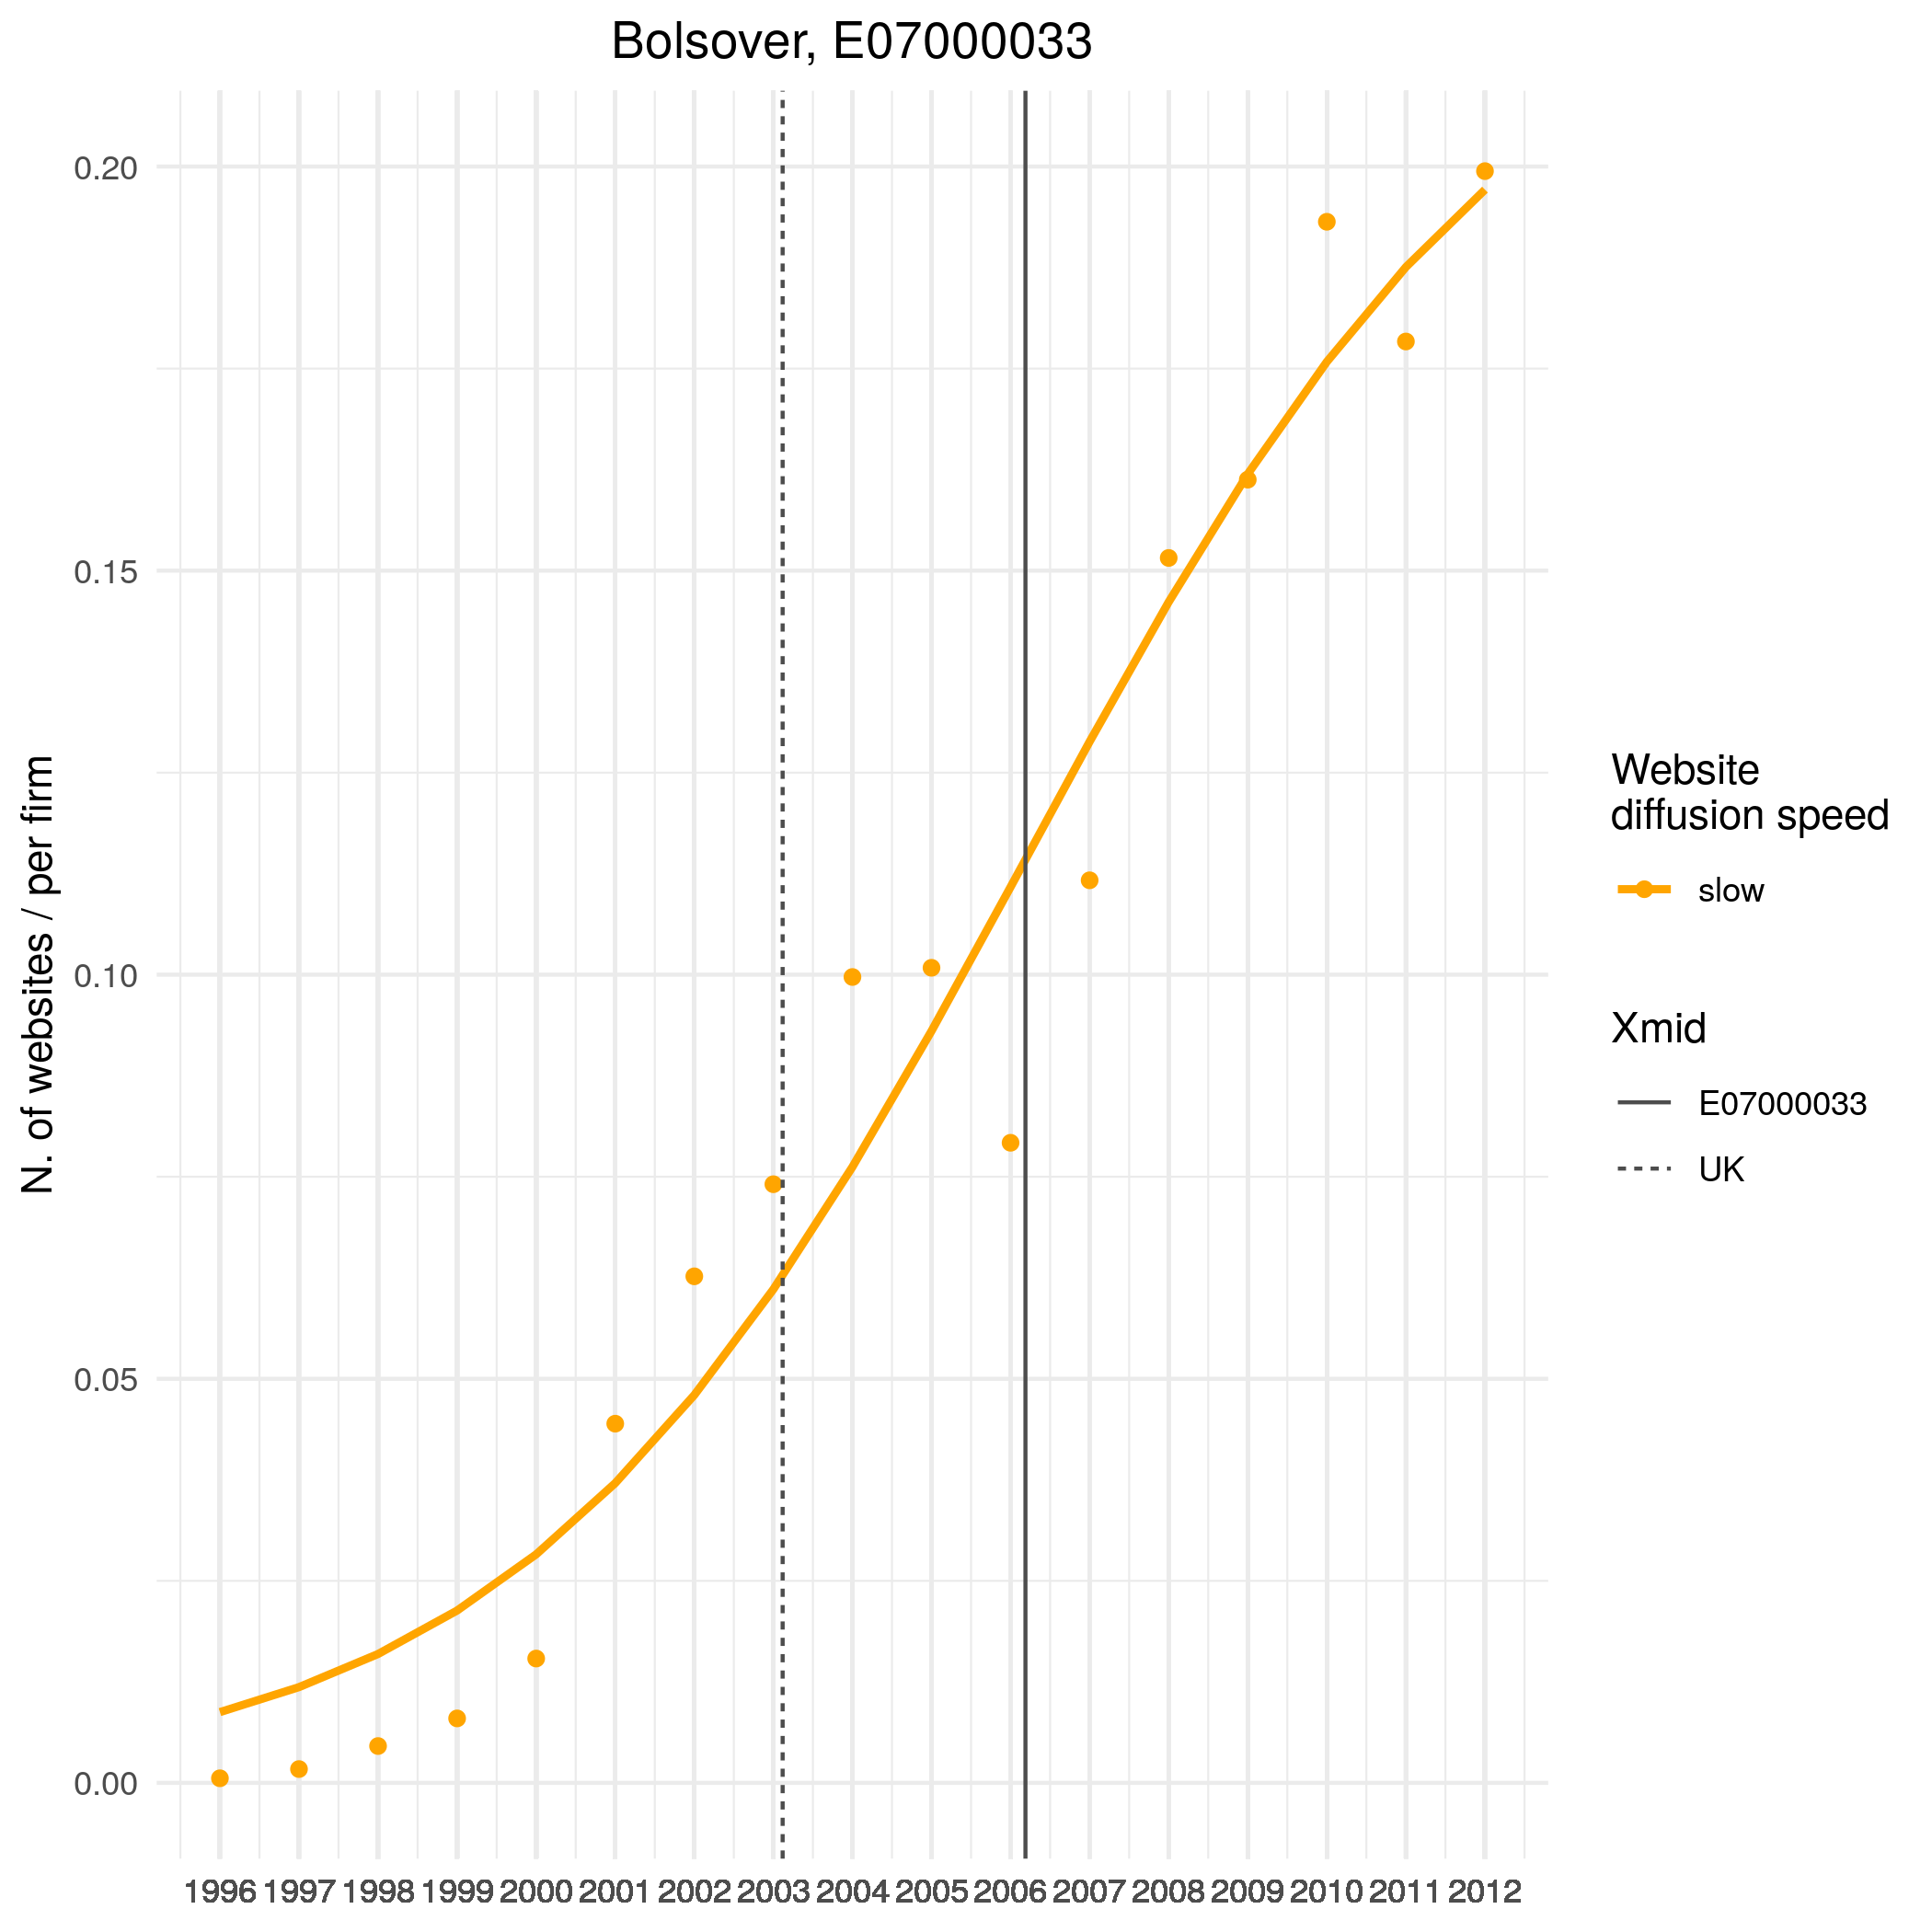 Bolsover, E07000033
N. of websites / per firm
0.20
0.15
0.10
0.05
0.00
1996 1997 1998 1999 2000 2001 2002 2003 2004 2005 2006 2007 2008 2009 2010 2011 2012
Website
diffusion speed
slow
Xmid
E07000033
UK